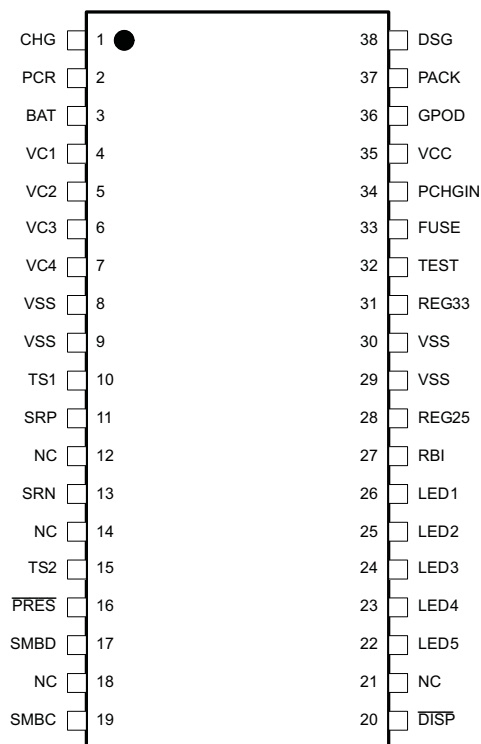 CHG 1 38 DSG
PCR 2 37 PACK
BAT 3 36 GPOD
VC1 4 35 VCC
VC2 5 34 PCHGIN
VC3 6 33 FUSE
VC4 7 32 TEST
VSS 8 31 REG33
VSS 9 30 VSS
TS1 10 29 VSS
SRP 11 28 REG25
NC 12 27 RBI
SRN 13 26 LED1
NC 14 25 LED2
TS2 15 24 LED3
PRES 16 23 LED4
SMBD 17 22 LED5
NC 18 21 NC
SMBC 19 20 DISP